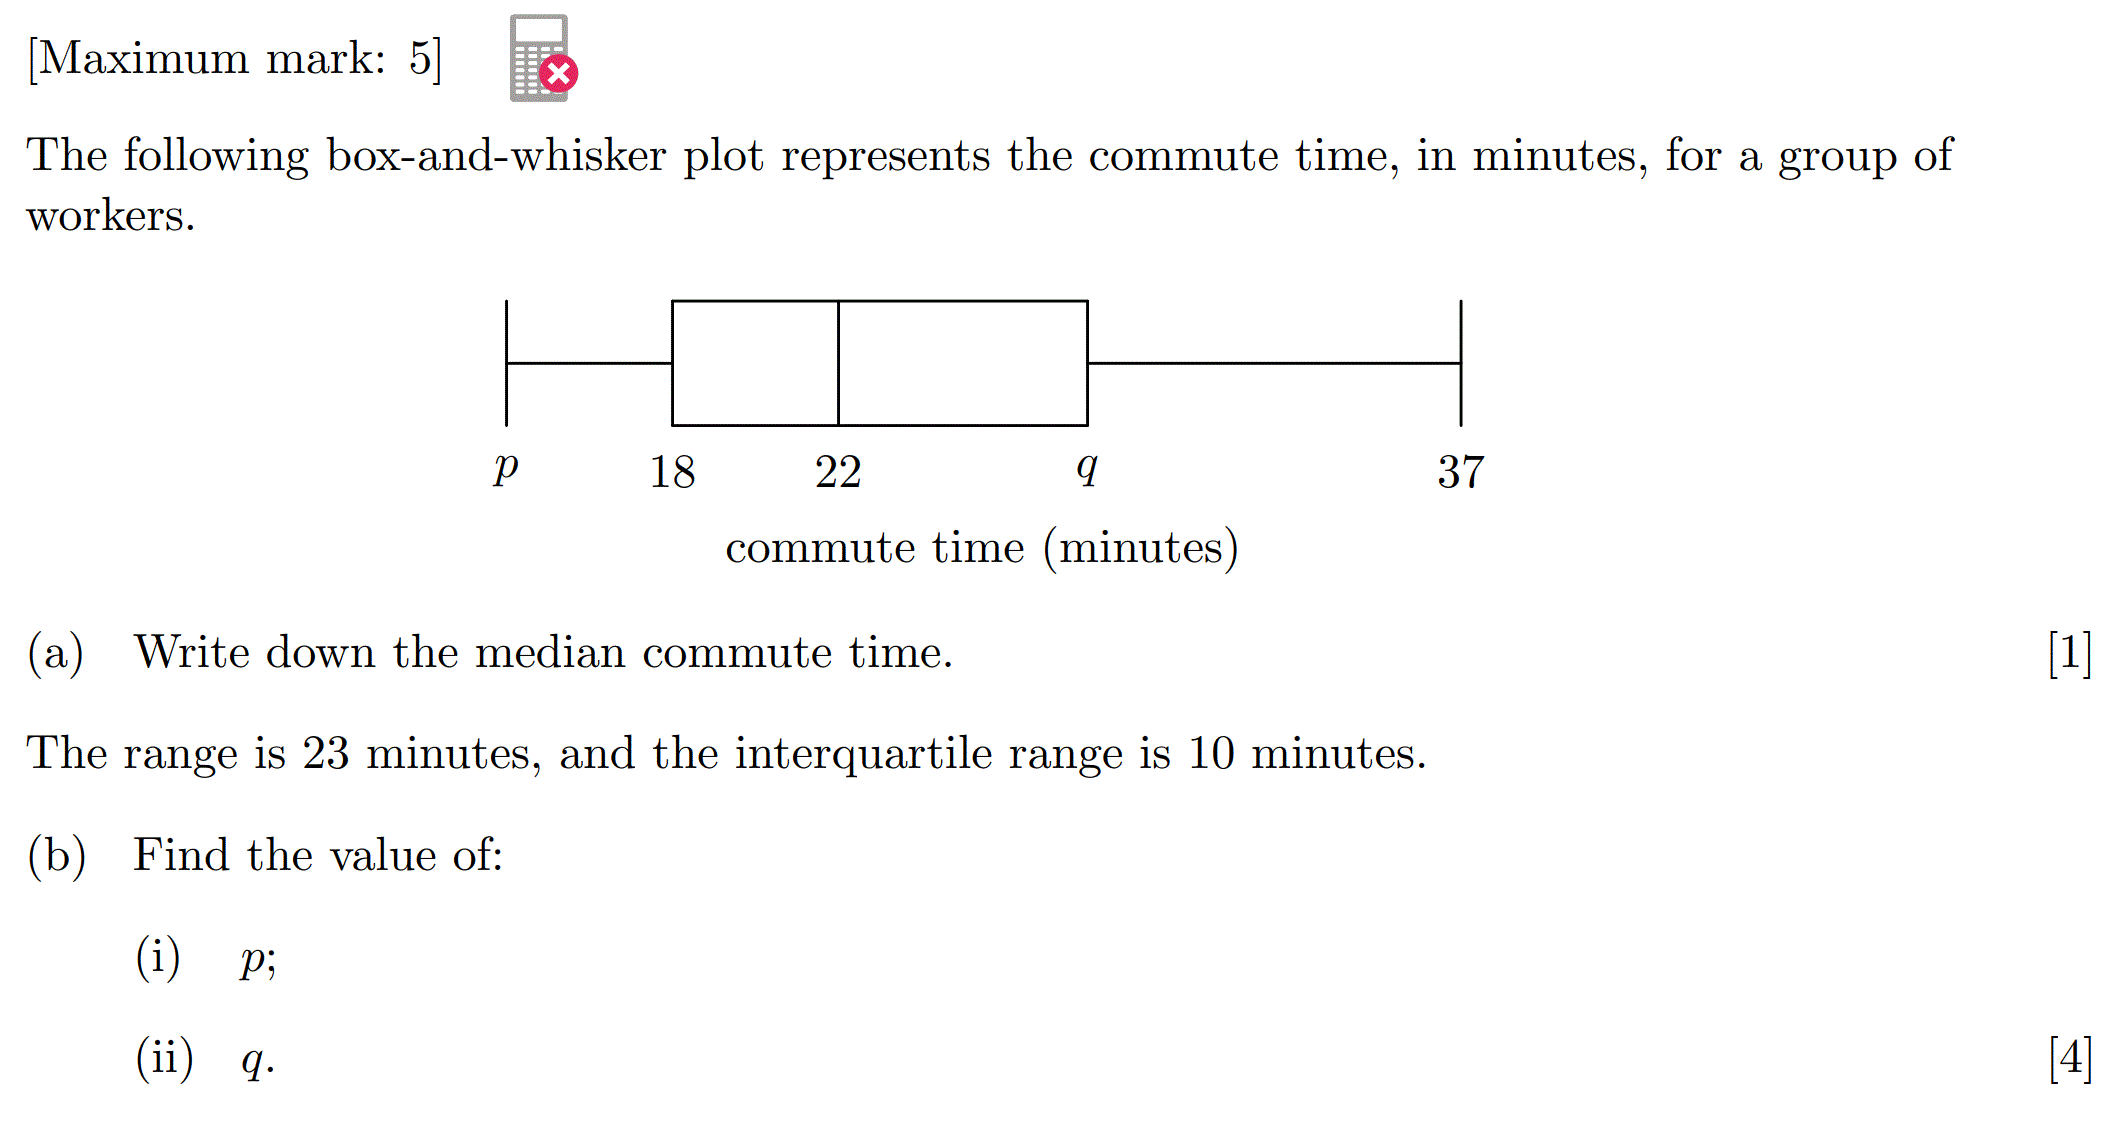 [Maximum mark: 5]
The following box-and-whisker plot represents the commute time, in minutes, for a group of
workers.
p 18 22 q 37
commute time (minutes)
(a) Write down the median commute time. [1]
The range is 23 minutes, and the interquartile range is 10 minutes.
(b) Find the value of:
(i) p;
(ii) q. [4]